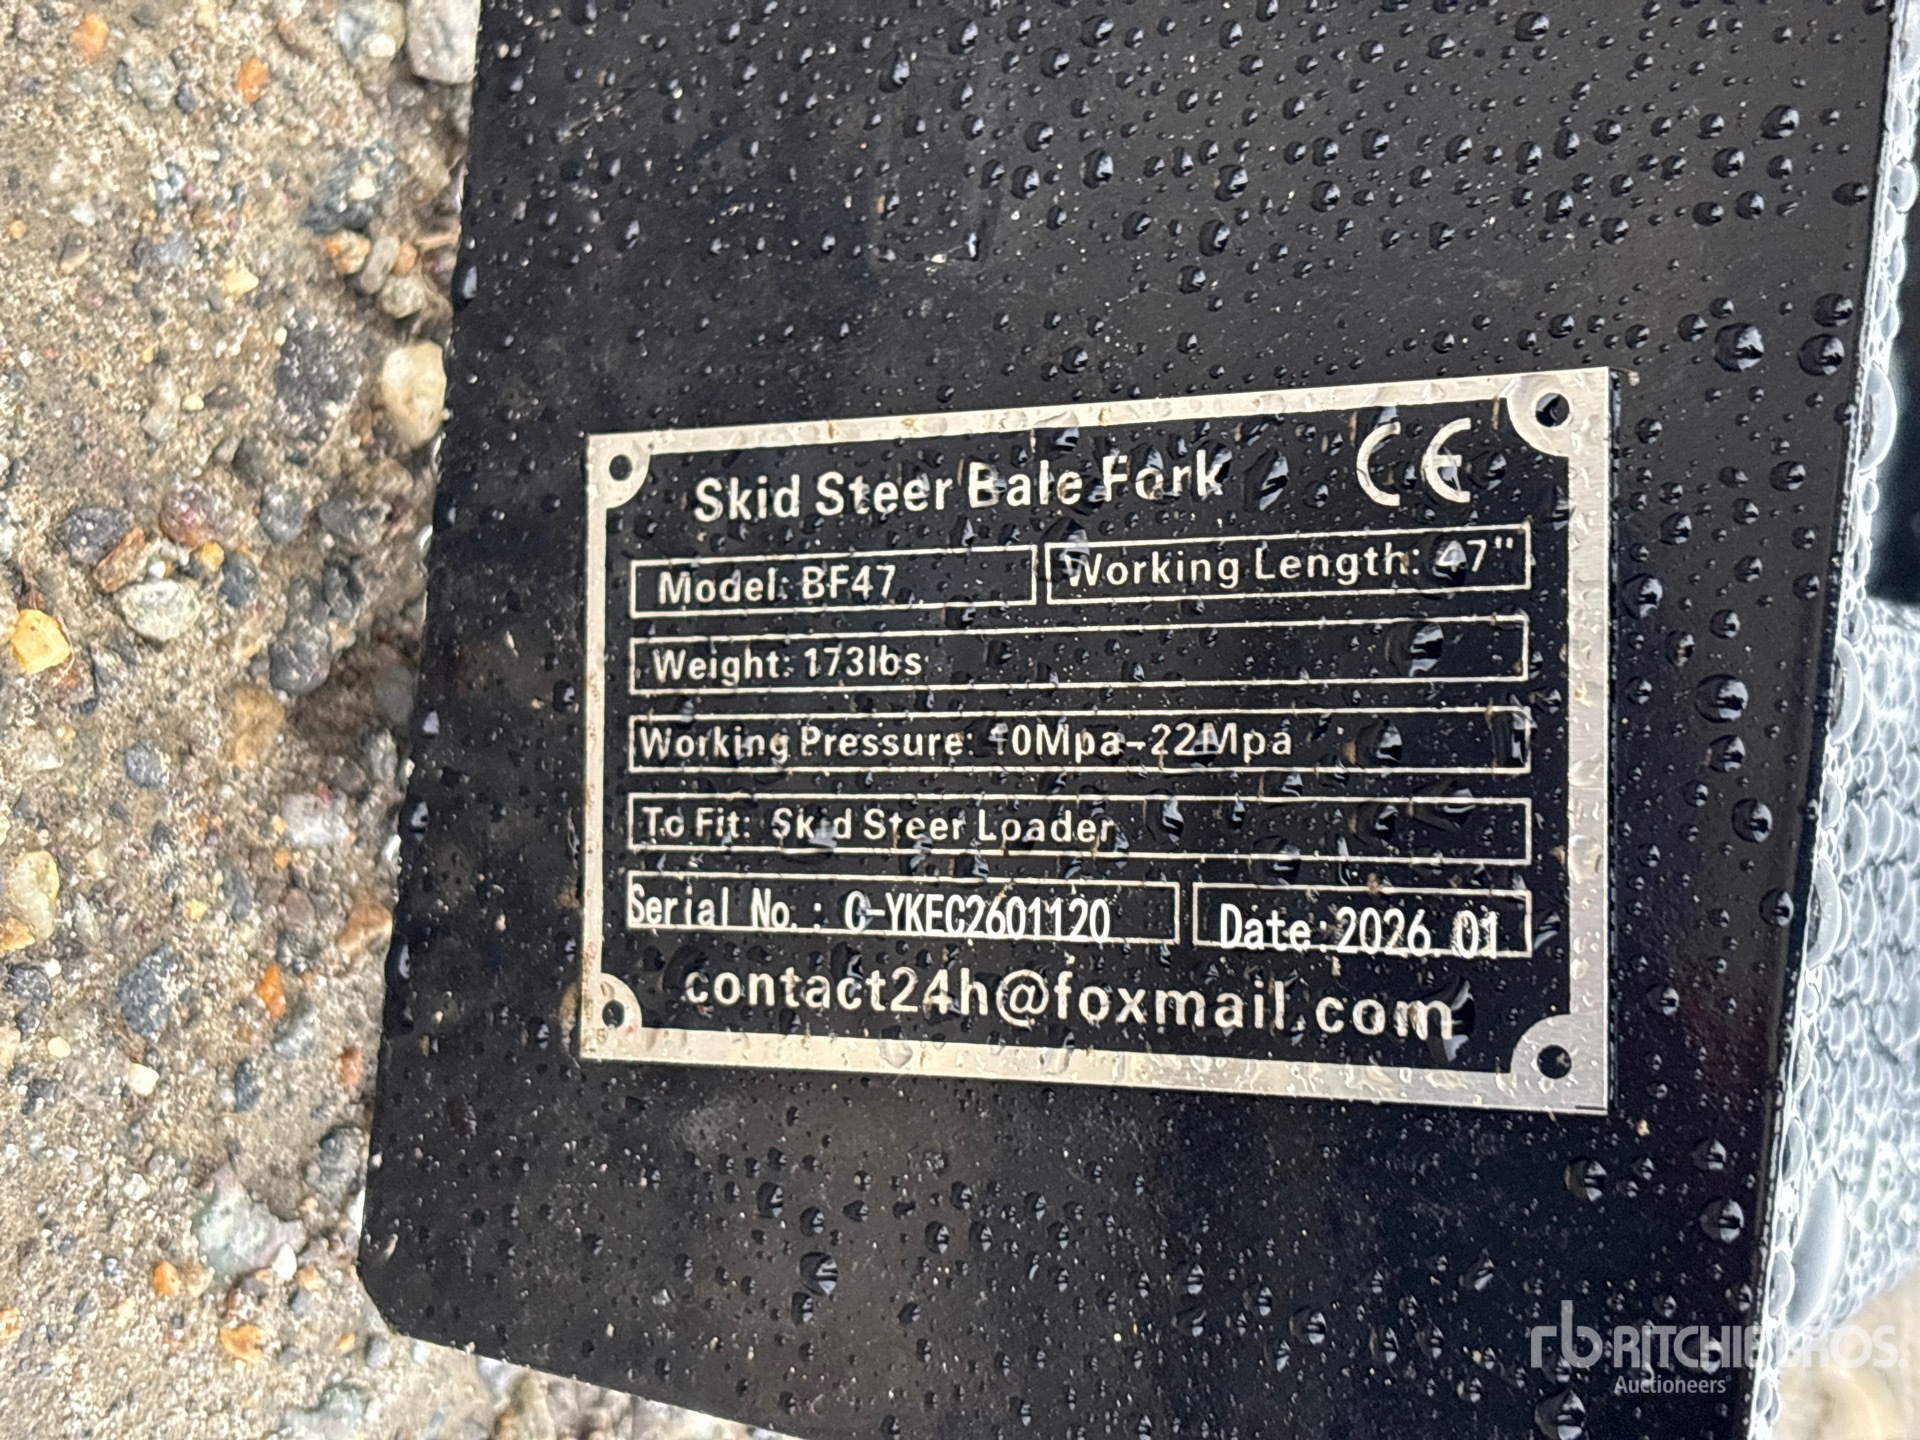 Skid Steer Bale Fork CE
Model: BF47 Working Length: 47"
Weight: 173lbs
Working Pressure: 10Mpa-22Mpa
To Fit: Skid Steer Loader
Serial No.: C-YKEC2601120 Date:2026.01
contact24h@foxmail.com
rb RITCHIE BROS.
Auctioneers